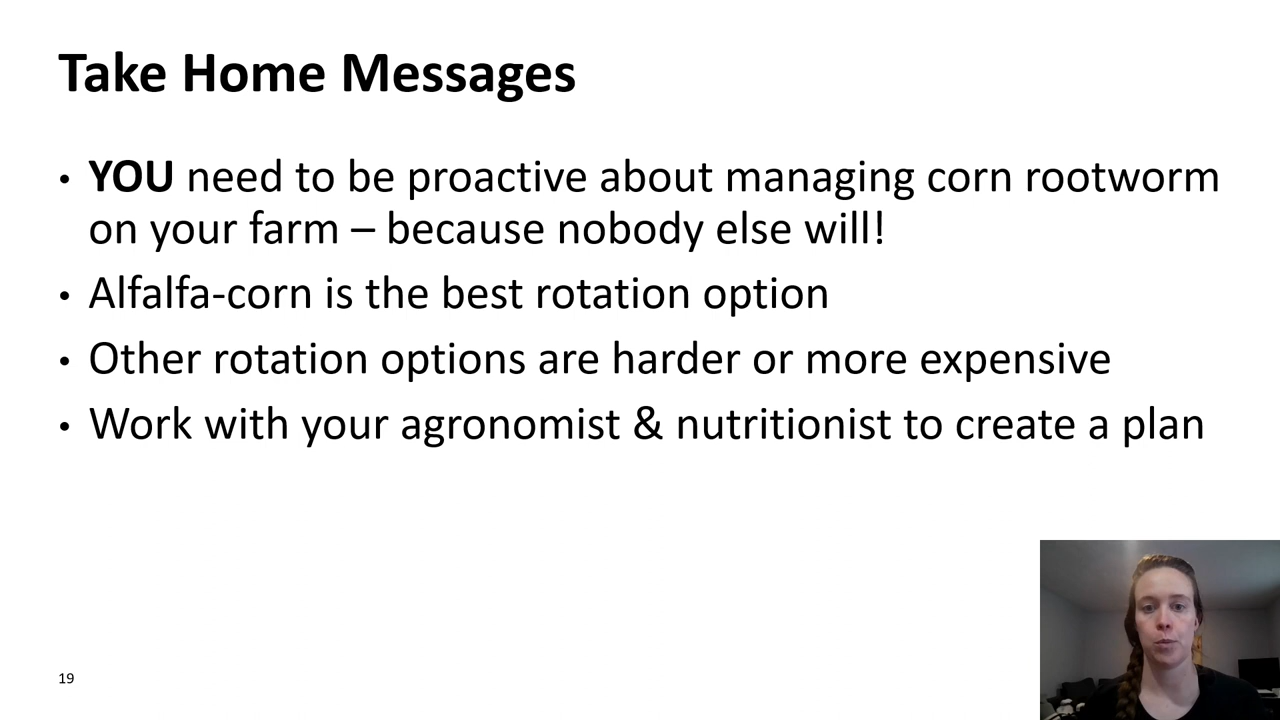 Take Home Messages
• YOU need to be proactive about managing corn rootworm
on your farm – because nobody else will!
• Alfalfa-corn is the best rotation option
• Other rotation options are harder or more expensive
• Work with your agronomist & nutritionist to create a plan
19